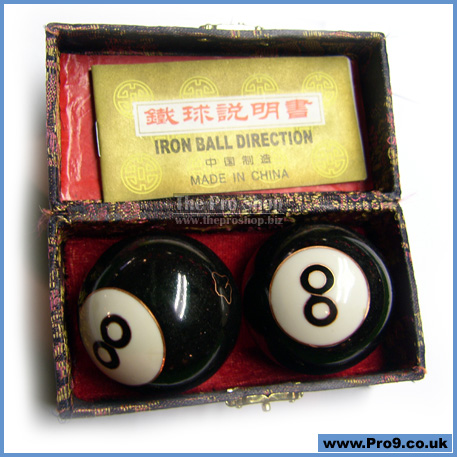 鐵球説明書
IRON BALL DIRECTION
中国制造
MADE IN CHINA
The Pro Shop
www.theproshop.biz
8
8
www.Pro9.co.uk